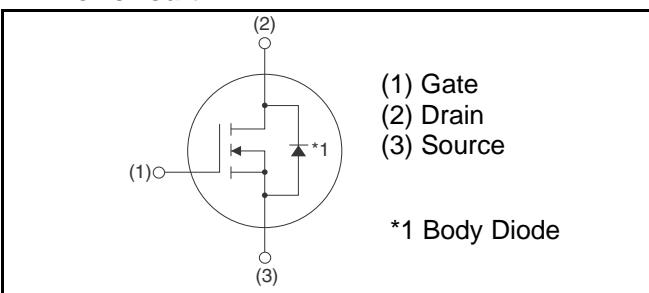 (2)
(1) Gate
(2) Drain
(3) Source
*1
(1)
*1 Body Diode
(3)